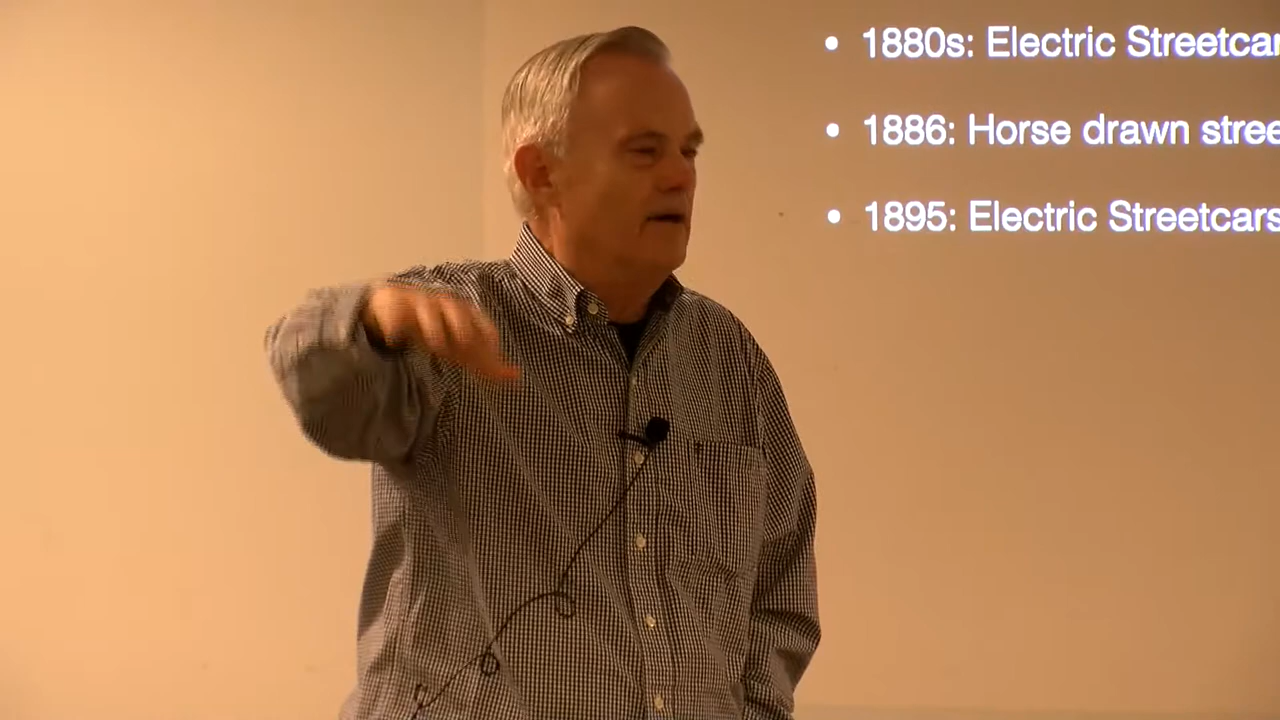 • 1880s: Electric Streetcar
• 1886: Horse drawn stree
• 1895: Electric Streetcars